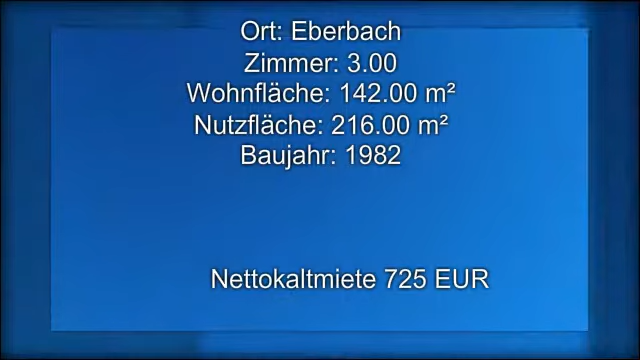 Ort: Eberbach
Zimmer: 3.00
Wohnfläche: 142.00 m²
Nutzfläche: 216.00 m²
Baujahr: 1982
Nettokaltmiete 725 EUR